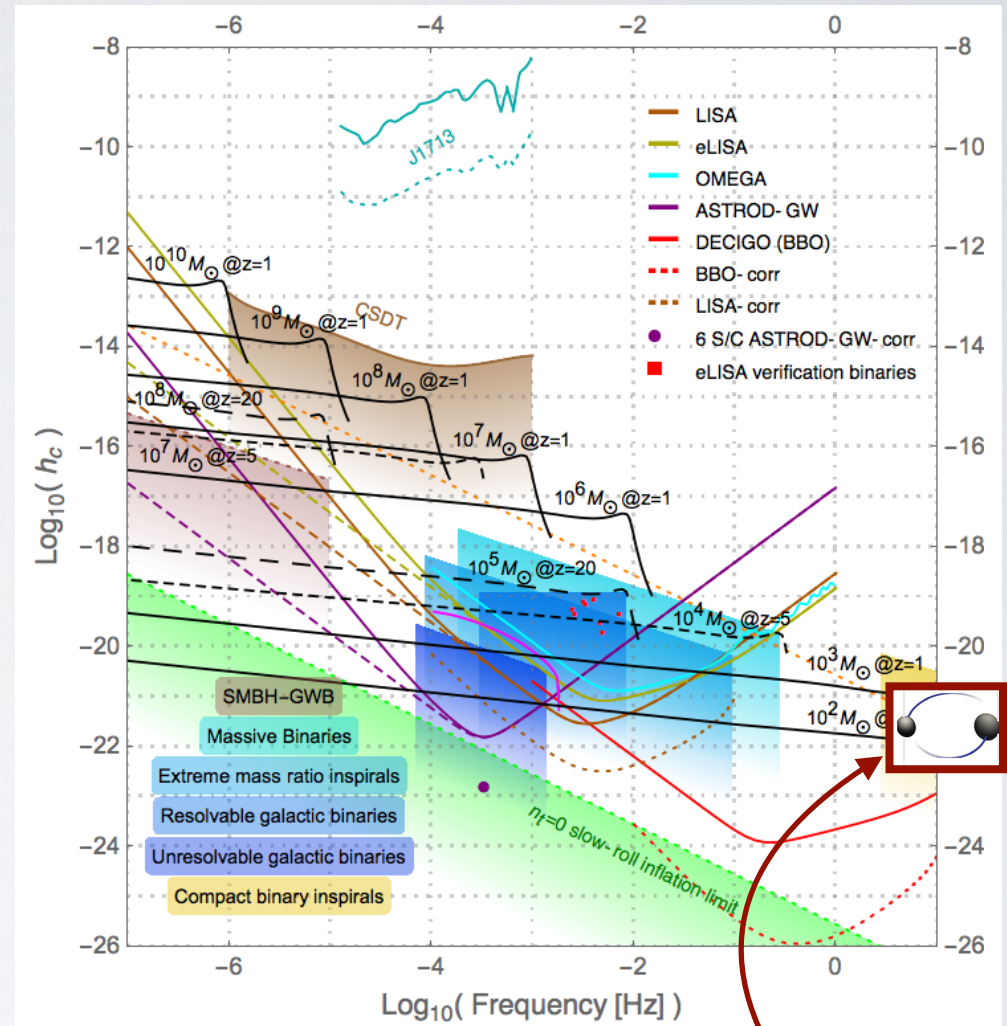 −6 −4 −2 0
−8 −8
−10 −10
−12 −12
−14 −14
−16 −16
−18 −18
−20 −20
−22 −22
−24 −24
−26 −26
−6 −4 −2 0
Log10(hc)
Log10( Frequency [Hz] )
J1713
LISA
eLISA
OMEGA
ASTROD- GW
DECIGO (BBO)
BBO- corr
LISA- corr
6 S/C ASTROD- GW- corr
eLISA verification binaries
10^10 M⊙ @z=1
CSDT
10^9 M⊙ @z=1
10^8 M⊙ @z=1
10^8 M⊙ @z=20
10^7 M⊙ @z=1
10^7 M⊙ @z=5
10^6 M⊙ @z=1
10^5 M⊙ @z=20
10^4 M⊙ @z=5
10^3 M⊙ @z=1
10^2 M⊙ @
SMBH−GWB
Massive Binaries
Extreme mass ratio inspirals
Resolvable galactic binaries
Unresolvable galactic binaries
Compact binary inspirals
nt=0 slow- roll inflation limit